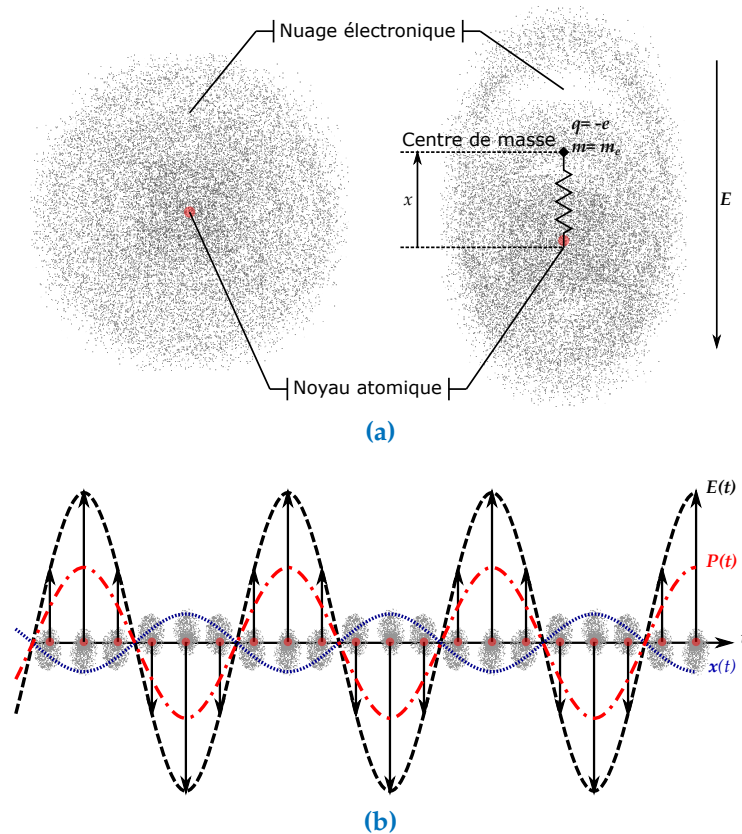 Nuage électronique
q= -e
Centre de masse
m= mₑ
x
E
Noyau atomique
(a)
E(t)
P(t)
x(t)
(b)